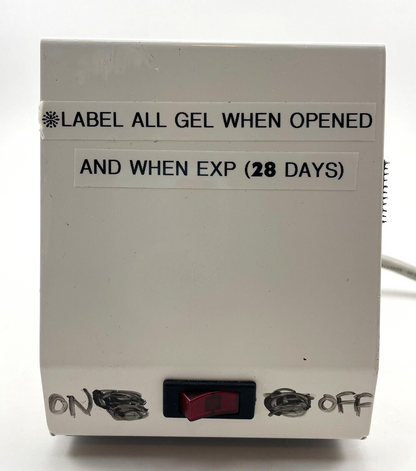 ※LABEL ALL GEL WHEN OPENED
AND WHEN EXP (28 DAYS)
ON OFF